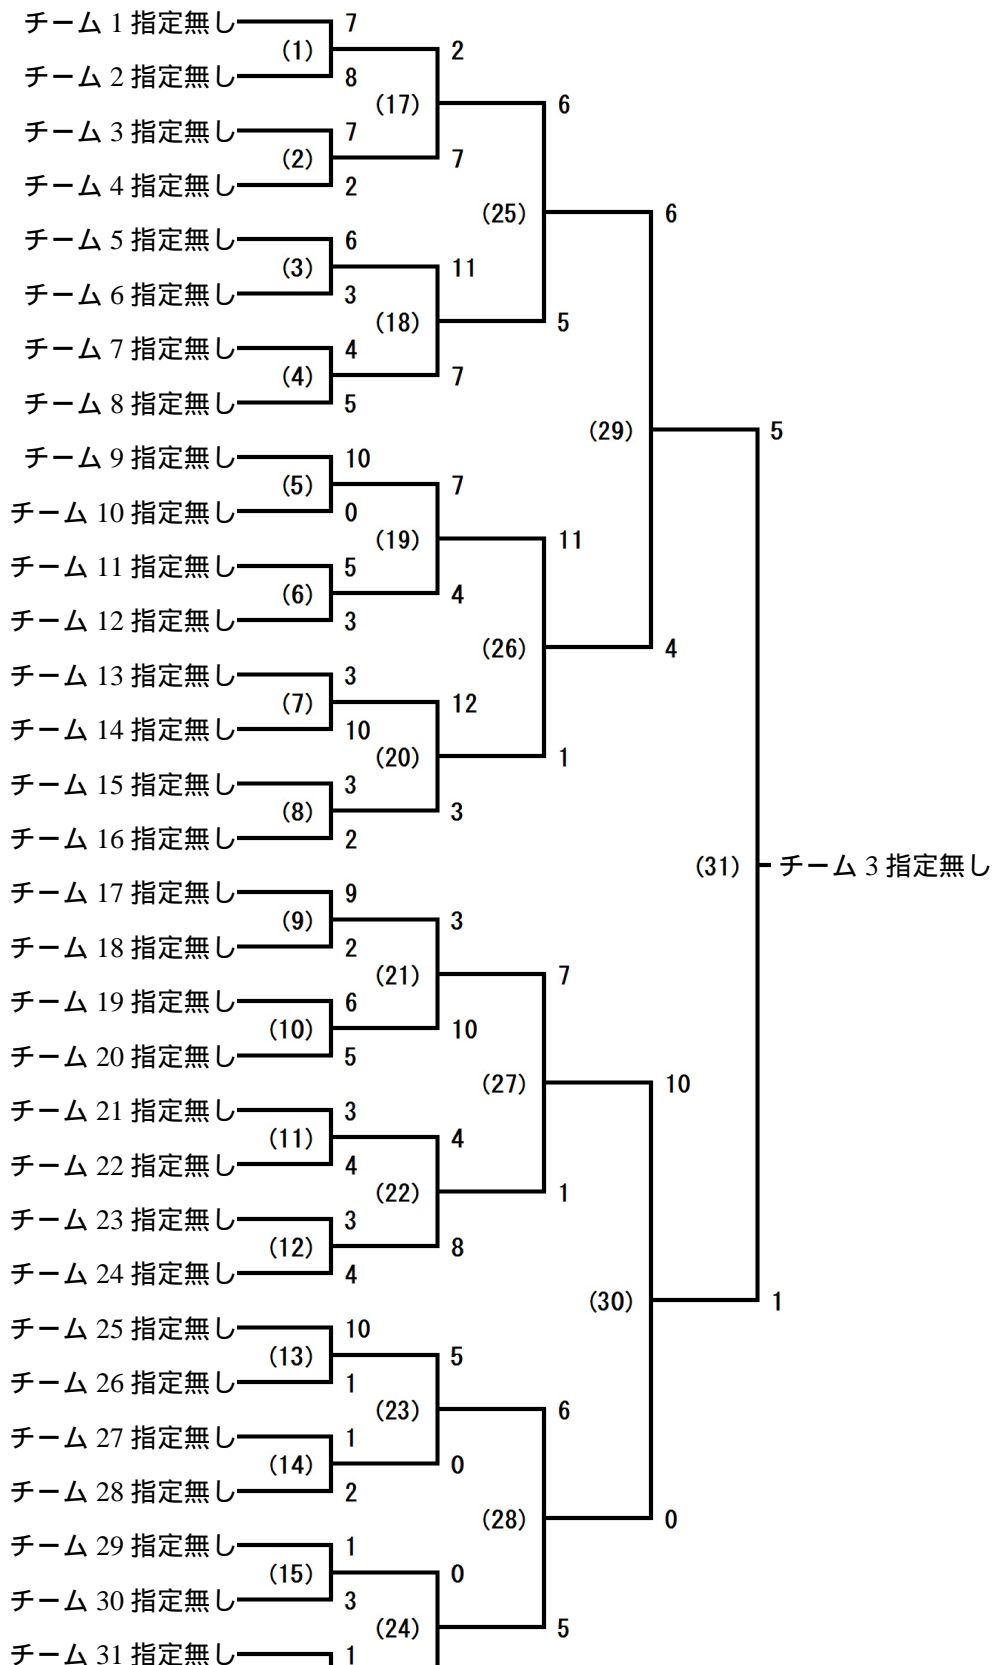 チーム 1 指定無し 7
(1) 2
チーム 2 指定無し 8
(17) 6
チーム 3 指定無し 7
(2) 7
チーム 4 指定無し 2
(25) 6
チーム 5 指定無し 6
(3) 11
チーム 6 指定無し 3
(18) 5
チーム 7 指定無し 4
(4) 7
チーム 8 指定無し 5
(29) 5
チーム 9 指定無し 10
(5) 7
チーム 10 指定無し 0
(19) 11
チーム 11 指定無し 5
(6) 4
チーム 12 指定無し 3
(26) 4
チーム 13 指定無し 3
(7) 12
チーム 14 指定無し 10
(20) 1
チーム 15 指定無し 3
(8) 3
チーム 16 指定無し 2
(31) チーム 3 指定無し
チーム 17 指定無し 9
(9) 3
チーム 18 指定無し 2
(21) 7
チーム 19 指定無し 6
(10) 10
チーム 20 指定無し 5
(27) 10
チーム 21 指定無し 3
(11) 4
チーム 22 指定無し 4
(22) 1
チーム 23 指定無し 3
(12) 8
チーム 24 指定無し 4
(30) 1
チーム 25 指定無し 10
(13) 5
チーム 26 指定無し 1
(23) 6
チーム 27 指定無し 1
(14) 0
チーム 28 指定無し 2
(28) 0
チーム 29 指定無し 1
(15) 0
チーム 30 指定無し 3
(24) 5
チーム 31 指定無し 1